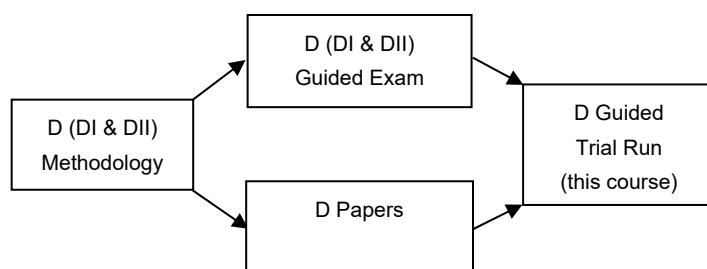 D (DI & DII)
Methodology
D (DI & DII)
Guided Exam
D Papers
D Guided
Trial Run
(this course)